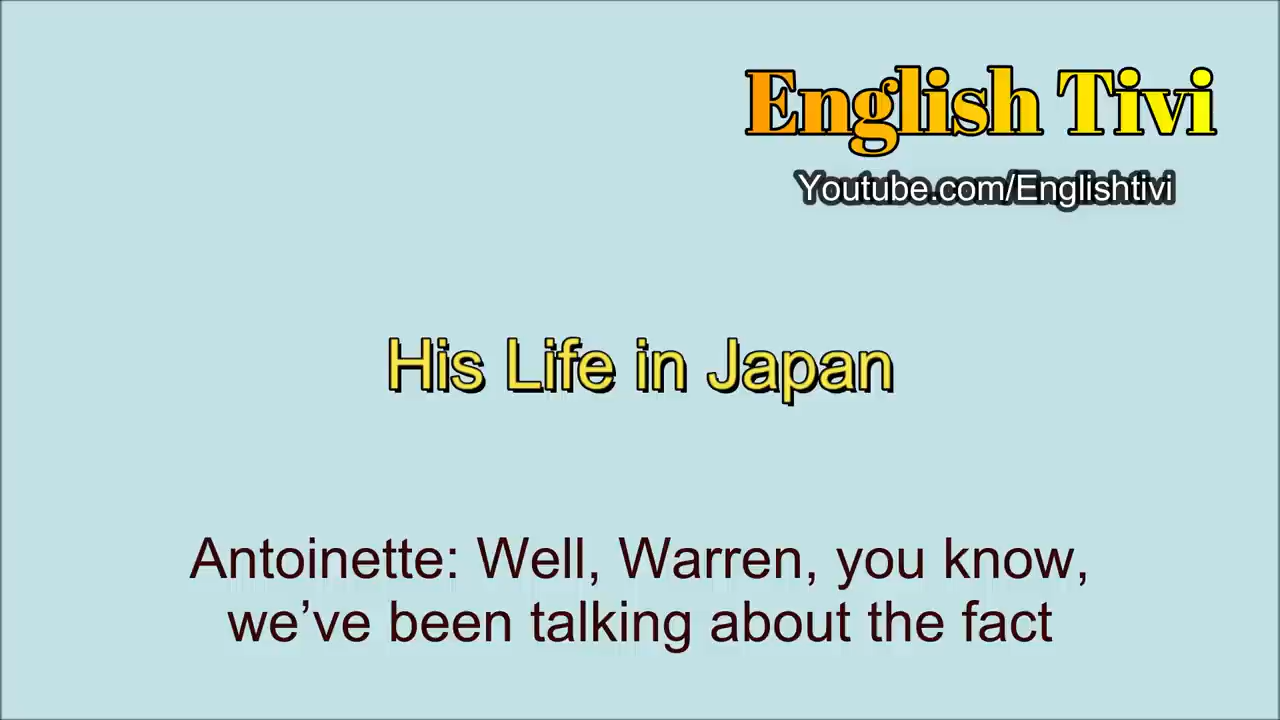 English Tivi
Youtube.com/Englishtivi
His Life in Japan
Antoinette: Well, Warren, you know,
we’ve been talking about the fact